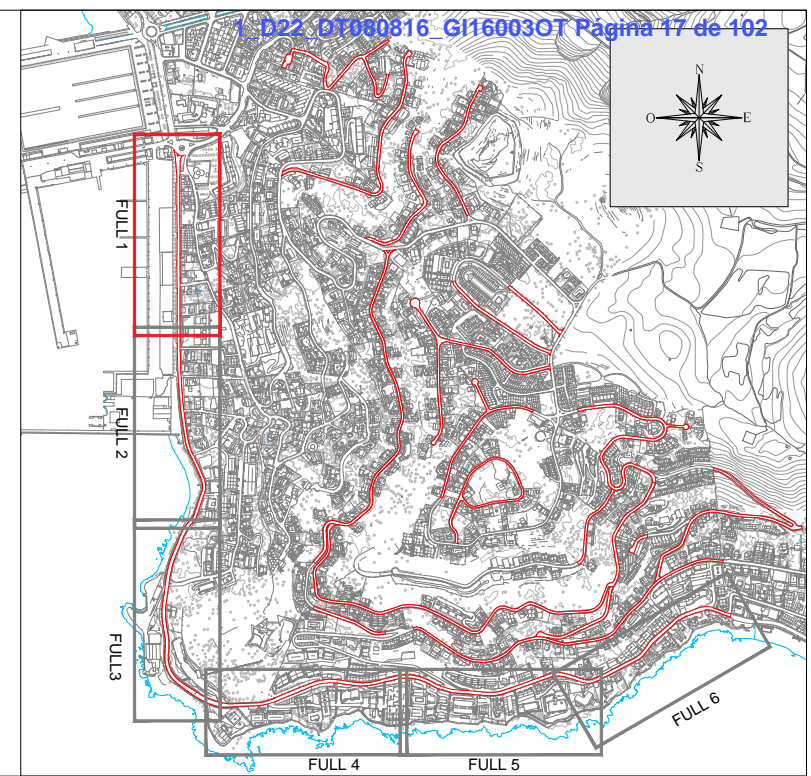 1_D22_DT080816_GI16003OT Página 17 de 102
N
O
E
S
FULL 1
FULL 2
FULL3
FULL 4
FULL 5
FULL 6